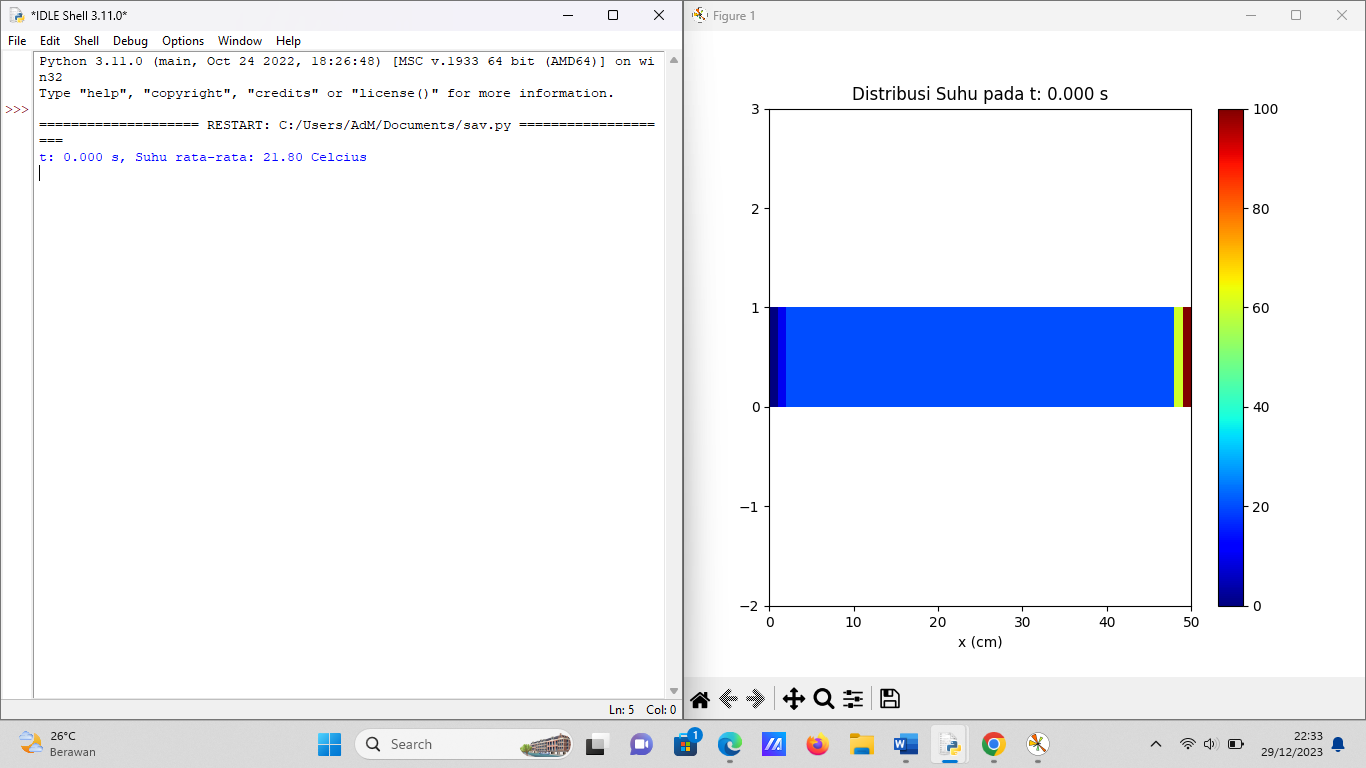 *IDLE Shell 3.11.0*
File Edit Shell Debug Options Window Help
Python 3.11.0 (main, Oct 24 2022, 18:26:48) [MSC v.1933 64 bit (AMD64)] on wi
n32
Type "help", "copyright", "credits" or "license()" for more information.
>>>
==================== RESTART: C:/Users/AdM/Documents/sav.py =================
===
t: 0.000 s, Suhu rata-rata: 21.80 Celcius
Ln: 5 Col: 0
Figure 1
Distribusi Suhu pada t: 0.000 s
3
2
1
0
−1
−2
0 10 20 30 40 50
x (cm)
100
80
60
40
20
0
26°C
Berawan
Search
1
22:33
29/12/2023